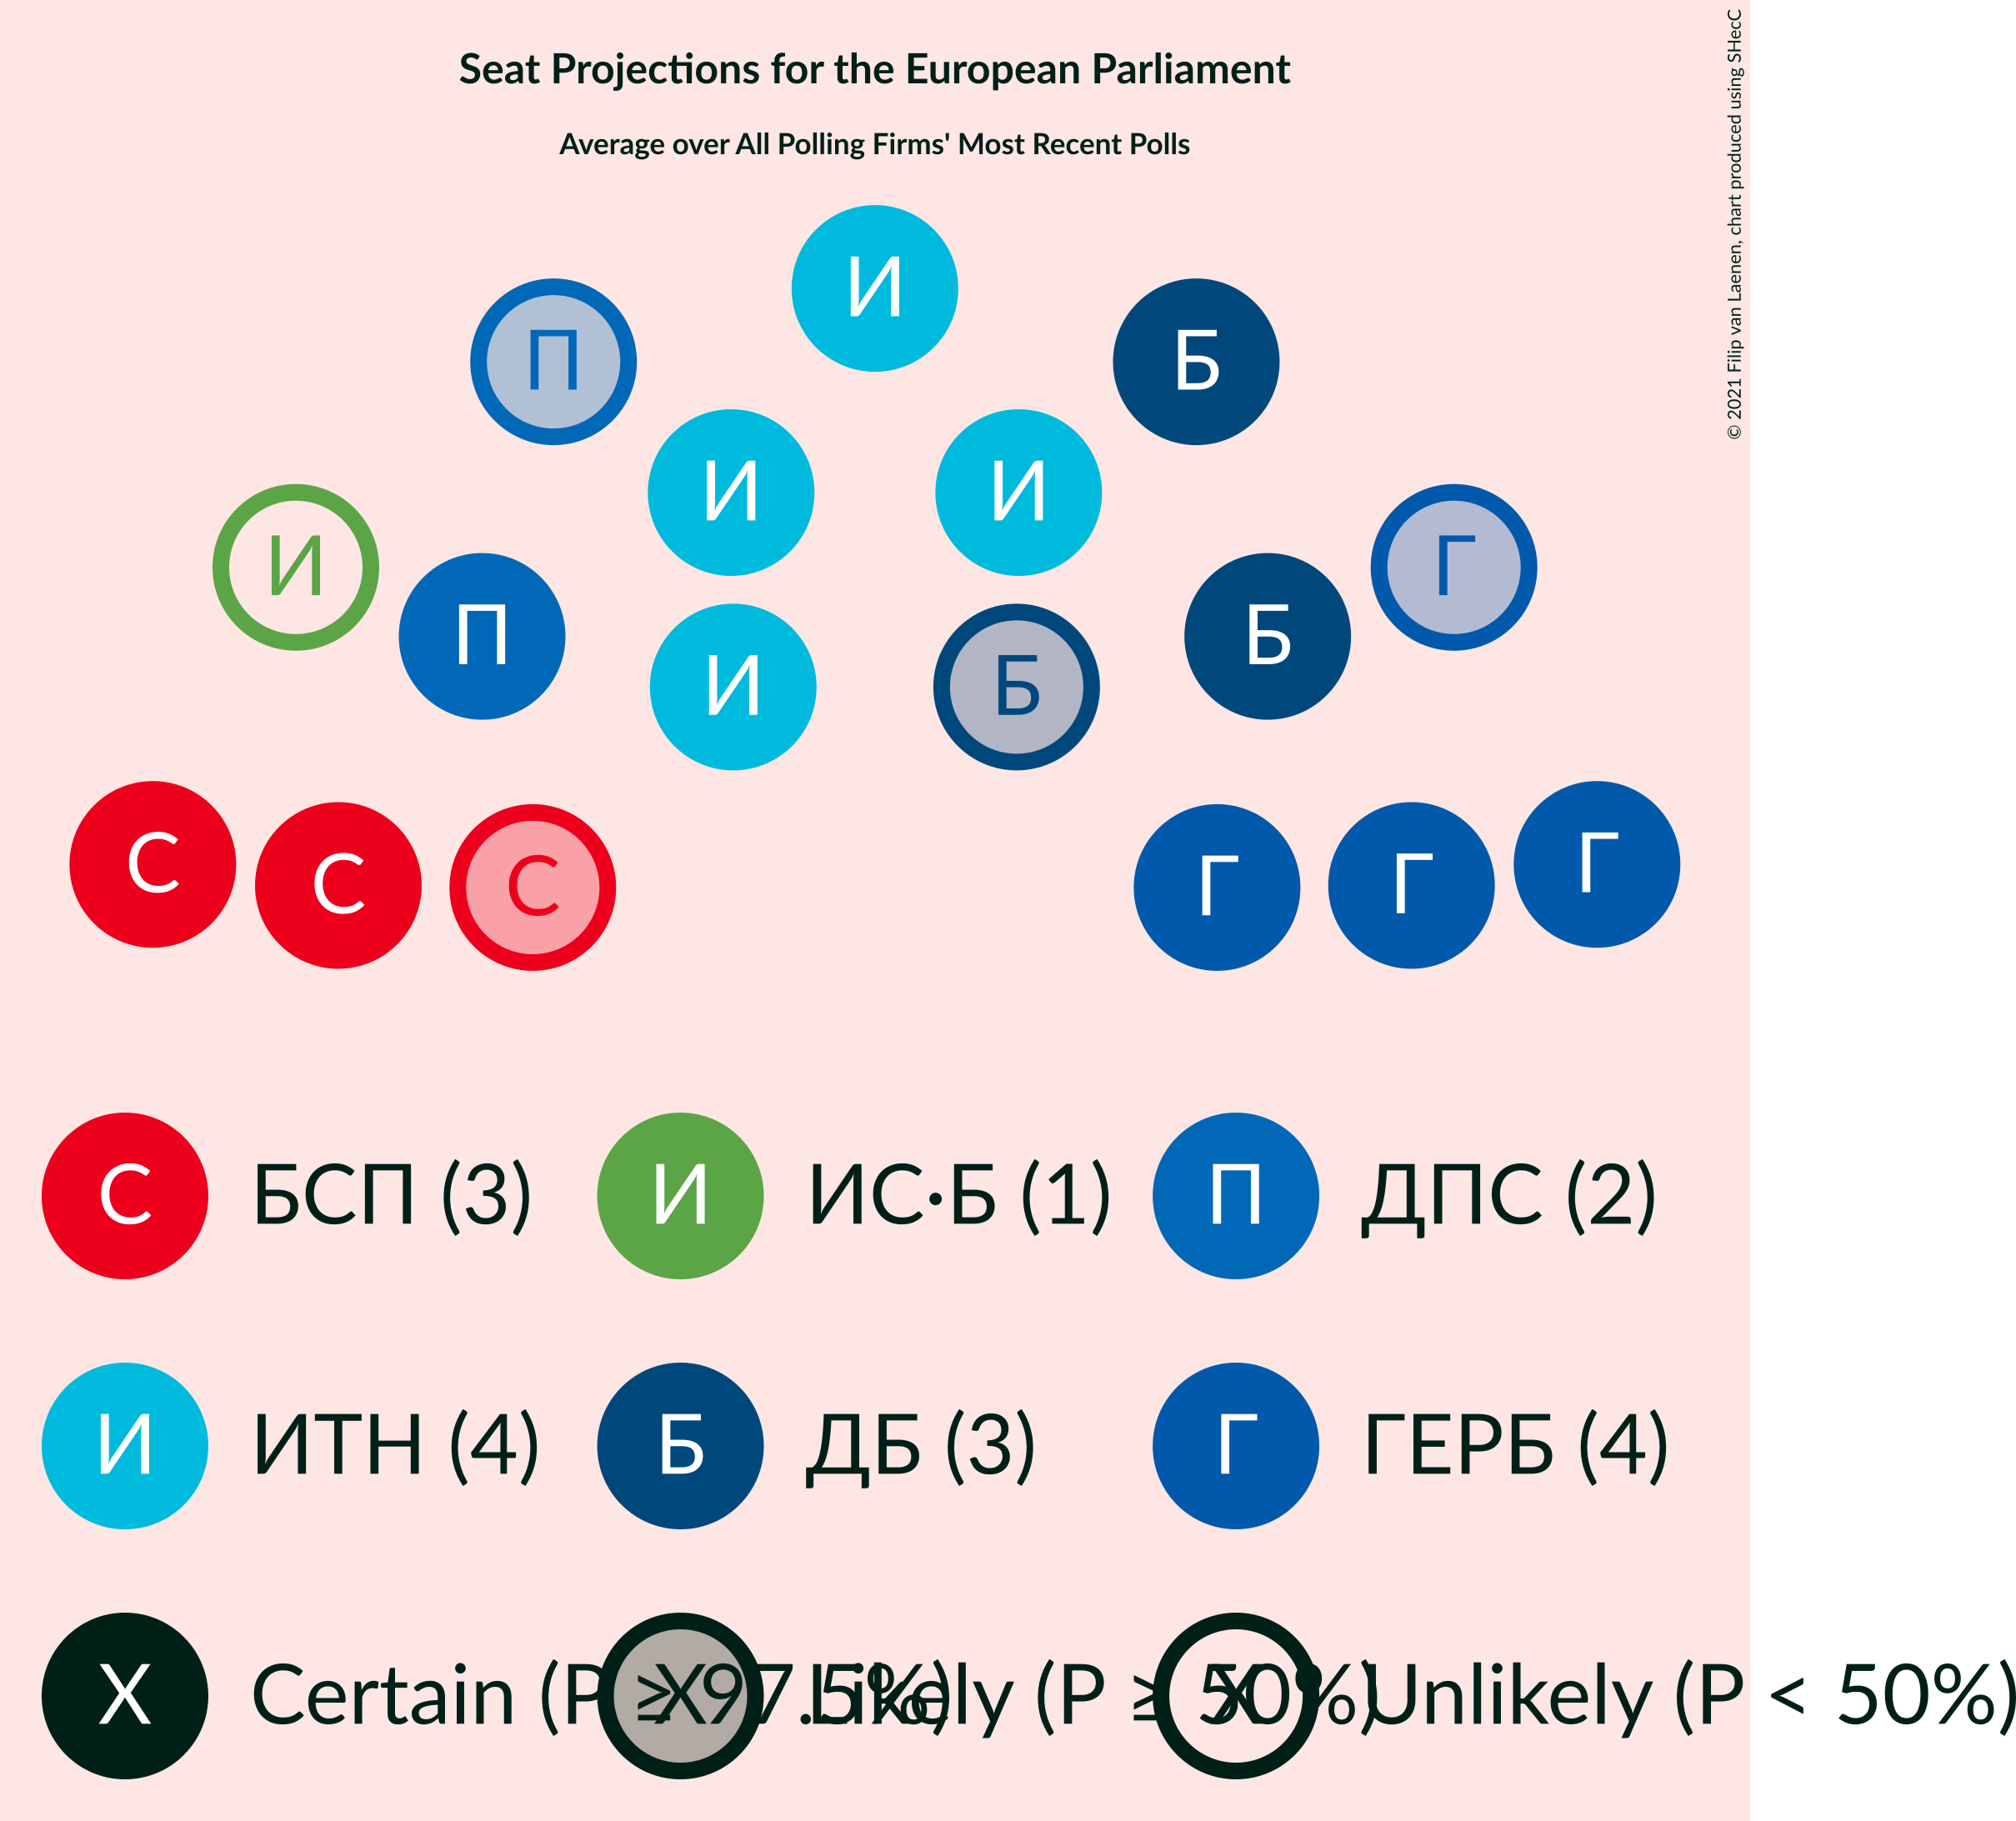 Seat Projections for the European Parliament
Average over All Polling Firms' Most Recent Polls
© 2021 Filip van Laenen, chart produced using SHecC
И
П
Б
И
И
И
Г
П
Б
И
Б
С
С
С
Г
Г
Г
С БСП (3) И ИС•Б (1) П ДПС (2)
И ИТН (4) Б ДБ (3) Г ГЕРБ (4)
X Certain (P ≥ 97.5%) X Likely (P ≥ 50%) X Unlikely (P < 50%)